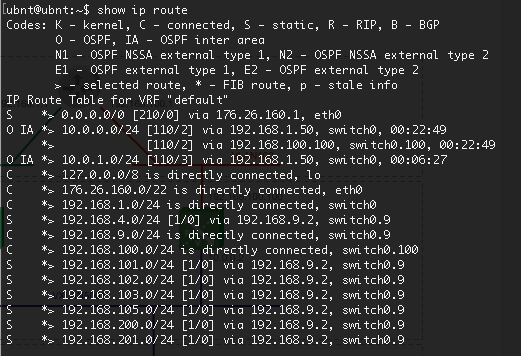 ubnt@ubnt:~$ show ip route
Codes: K - kernel, C - connected, S - static, R - RIP, B - BGP
O - OSPF, IA - OSPF inter area
N1 - OSPF NSSA external type 1, N2 - OSPF NSSA external type 2
E1 - OSPF external type 1, E2 - OSPF external type 2
> - selected route, * - FIB route, p - stale info
IP Route Table for VRF "default"
S *> 0.0.0.0/0 [210/0] via 176.26.160.1, eth0
O IA *> 10.0.0.0/24 [110/2] via 192.168.1.50, switch0, 00:22:49
*> [110/2] via 192.168.100.100, switch0.100, 00:22:49
O IA *> 10.0.1.0/24 [110/3] via 192.168.1.50, switch0, 00:06:27
C *> 127.0.0.0/8 is directly connected, lo
C *> 176.26.160.0/22 is directly connected, eth0
C *> 192.168.1.0/24 is directly connected, switch0
S *> 192.168.4.0/24 [1/0] via 192.168.9.2, switch0.9
C *> 192.168.9.0/24 is directly connected, switch0.9
C *> 192.168.100.0/24 is directly connected, switch0.100
S *> 192.168.101.0/24 [1/0] via 192.168.9.2, switch0.9
S *> 192.168.102.0/24 [1/0] via 192.168.9.2, switch0.9
S *> 192.168.103.0/24 [1/0] via 192.168.9.2, switch0.9
S *> 192.168.105.0/24 [1/0] via 192.168.9.2, switch0.9
S *> 192.168.200.0/24 [1/0] via 192.168.9.2, switch0.9
S *> 192.168.201.0/24 [1/0] via 192.168.9.2, switch0.9